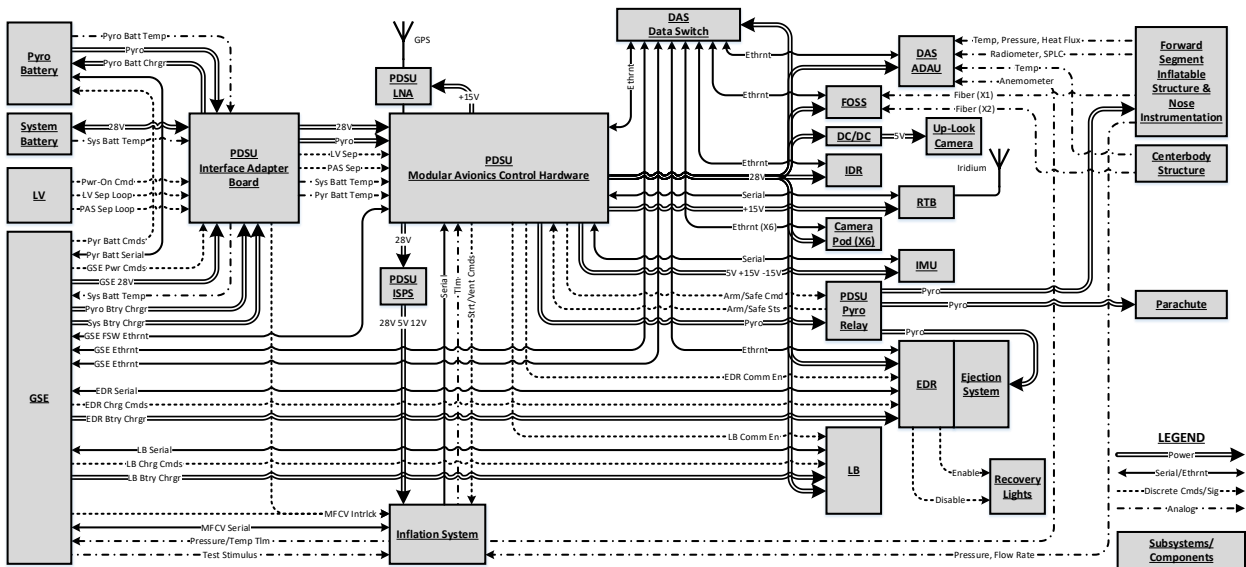 Pyro
Battery
System
Battery
LV
GSE
Pyro Batt Temp
Pyro
Pyro Batt Chrgr
28V
Sys Batt Temp
Pwr-On Cmd
LV Sep Loop
PAS Sep Loop
Pyr Batt Cmds
Pyr Batt Serial
GSE Pwr Cmds
GSE 28V
Sys Batt Temp
Pyro Btry Chrgr
Sys Btry Chrgr
GSE FSW Ethrnt
GSE Ethrnt
GSE Ethrnt
EDR Serial
EDR Chrg Cmds
EDR Btry Chrgr
LB Serial
LB Chrg Cmds
LB Btry Chrgr
MFCV Intrlck
MFCV Serial
Pressure/Temp Tlm
Test Stimulus
PDSU
Interface Adapter
Board
28V
Pyro
LV Sep
PAS Sep
Sys Batt Temp
Pyr Batt Temp
GPS
PDSU
LNA
+15V
PDSU
Modular Avionics Control Hardware
28V
PDSU
ISPS
28V 5V 12V
Serial
Tlm
Strt/Vent Cmds
Inflation System
DAS
Data Switch
Ethrnt
Ethrnt
Ethrnt
Ethrnt
28V
Serial
+15V
Ethrnt (X6)
Serial
5V +15V -15V
Arm/Safe Cmd
Arm/Safe Sts
Pyro
Ethrnt
EDR Comm En
LB Comm En
DAS
ADAU
FOSS
DC/DC
5V
Up-Look
Camera
IDR
Iridium
RTB
Camera
Pod (X6)
IMU
PDSU
Pyro
Relay
Pyro
Pyro
Pyro
EDR
Ejection
System
LB
Enable
Disable
Recovery
Lights
Temp, Pressure, Heat Flux
Radiometer, SPLC
Temp
Anemometer
Fiber (X1)
Fiber (X2)
Forward
Segment
Inflatable
Structure &
Nose
Instrumentation
Centerbody
Structure
Parachute
Pressure, Flow Rate
LEGEND
Power
Serial/Ethrnt
Discrete Cmds/Sig
Analog
Subsystems/
Components